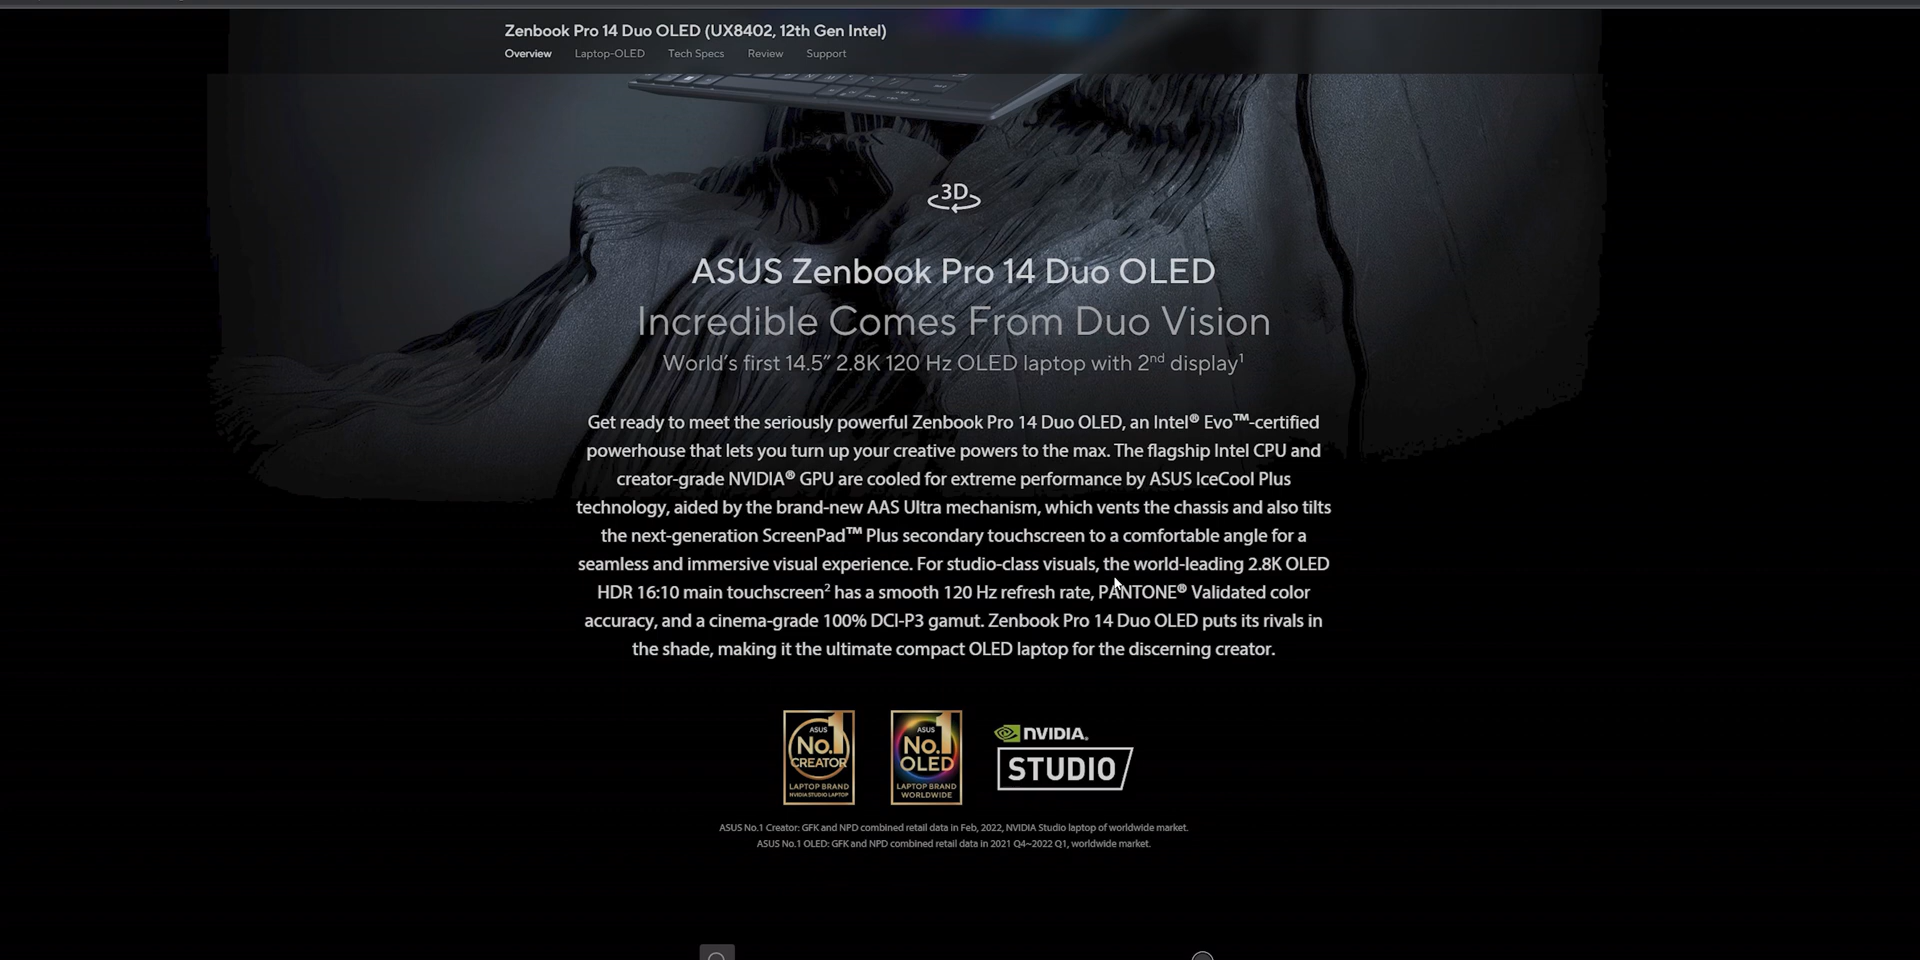 Zenbook Pro 14 Duo OLED (UX8402, 12th Gen Intel)
Overview Laptop-OLED Tech Specs Review Support
3D
ASUS Zenbook Pro 14 Duo OLED
Incredible Comes From Duo Vision
World's first 14.5" 2.8K 120 Hz OLED laptop with 2nd display1
Get ready to meet the seriously powerful Zenbook Pro 14 Duo OLED, an Intel® Evo™-certified
powerhouse that lets you turn up your creative powers to the max. The flagship Intel CPU and
creator-grade NVIDIA® GPU are cooled for extreme performance by ASUS IceCool Plus
technology, aided by the brand-new AAS Ultra mechanism, which vents the chassis and also tilts
the next-generation ScreenPad™ Plus secondary touchscreen to a comfortable angle for a
seamless and immersive visual experience. For studio-class visuals, the world-leading 2.8K OLED
HDR 16:10 main touchscreen2 has a smooth 120 Hz refresh rate, PANTONE® Validated color
accuracy, and a cinema-grade 100% DCI-P3 gamut. Zenbook Pro 14 Duo OLED puts its rivals in
the shade, making it the ultimate compact OLED laptop for the discerning creator.
ASUS
No.1
CREATOR
LAPTOP BRAND
NVIDIA STUDIO LAPTOP
ASUS
No.1
OLED
LAPTOP BRAND
WORLDWIDE
NVIDIA.
STUDIO
ASUS No.1 Creator: GFK and NPD combined retail data in Feb, 2022, NVIDIA Studio laptop of worldwide market.
ASUS No.1 OLED: GFK and NPD combined retail data in 2021 Q4~2022 Q1, worldwide market.